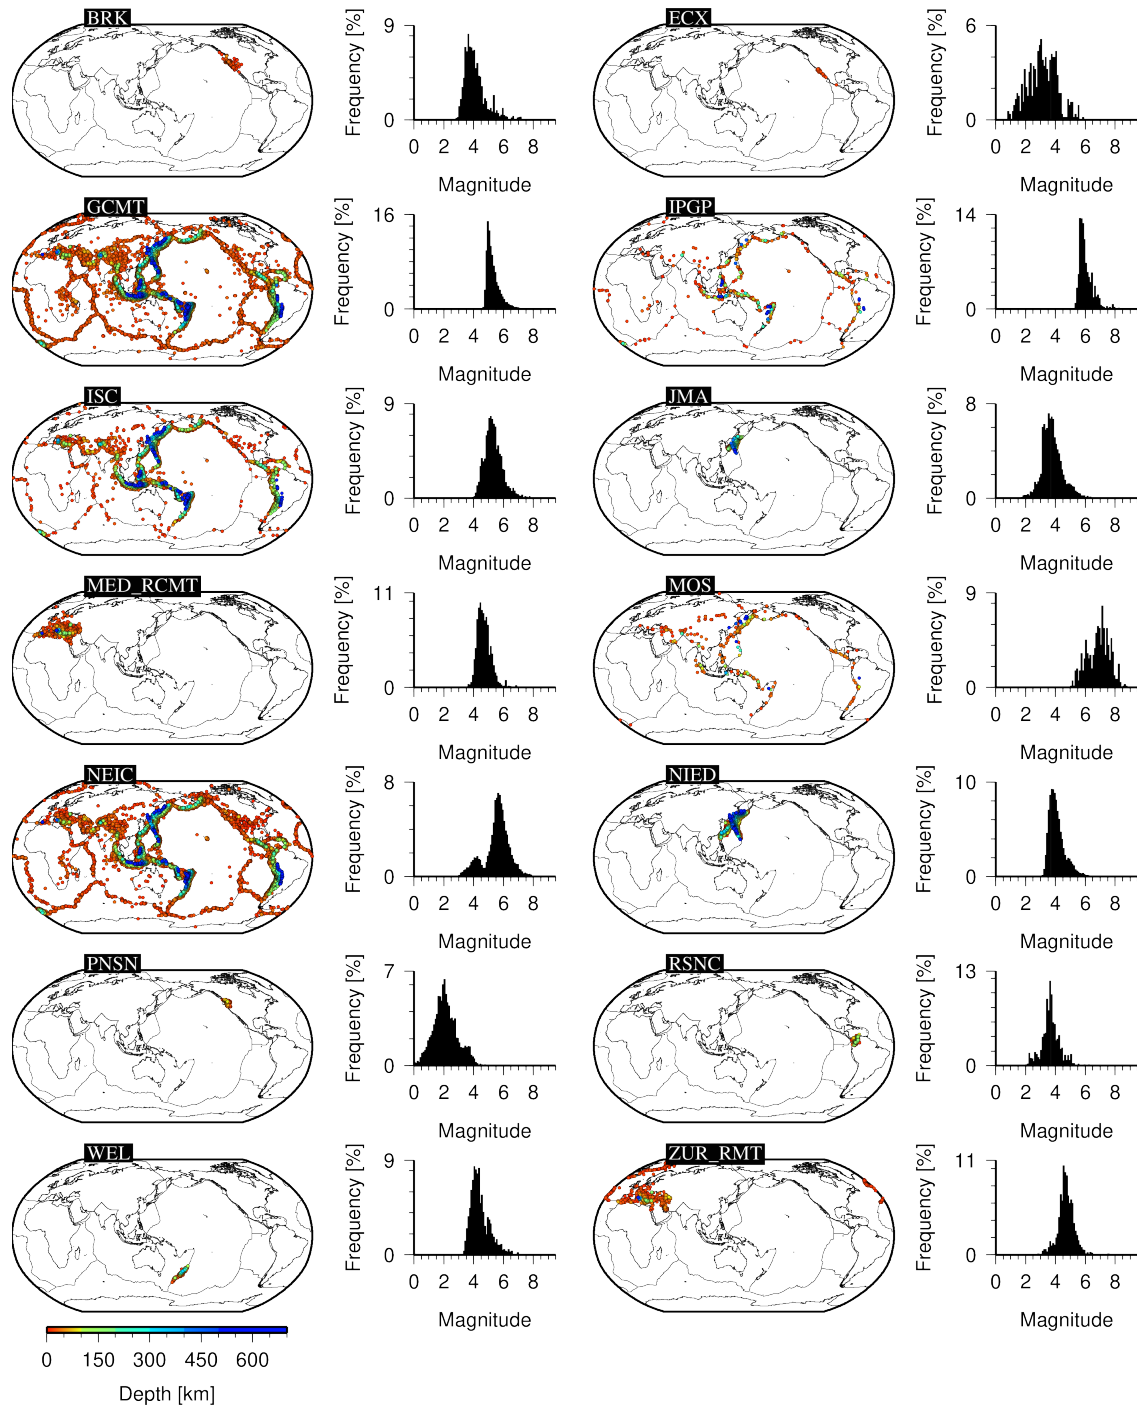 BRK
9
0
Frequency [%]
0 2 4 6 8
Magnitude
ECX
6
0
Frequency [%]
0 2 4 6 8
Magnitude
GCMT
16
0
Frequency [%]
0 2 4 6 8
Magnitude
IPGP
14
0
Frequency [%]
0 2 4 6 8
Magnitude
ISC
9
0
Frequency [%]
0 2 4 6 8
Magnitude
JMA
8
0
Frequency [%]
0 2 4 6 8
Magnitude
MED_RCMT
11
0
Frequency [%]
0 2 4 6 8
Magnitude
MOS
9
0
Frequency [%]
0 2 4 6 8
Magnitude
NEIC
8
0
Frequency [%]
0 2 4 6 8
Magnitude
NIED
10
0
Frequency [%]
0 2 4 6 8
Magnitude
PNSN
7
0
Frequency [%]
0 2 4 6 8
Magnitude
RSNC
13
0
Frequency [%]
0 2 4 6 8
Magnitude
WEL
9
0
Frequency [%]
0 2 4 6 8
Magnitude
ZUR_RMT
11
0
Frequency [%]
0 2 4 6 8
Magnitude
0 150 300 450 600
Depth [km]